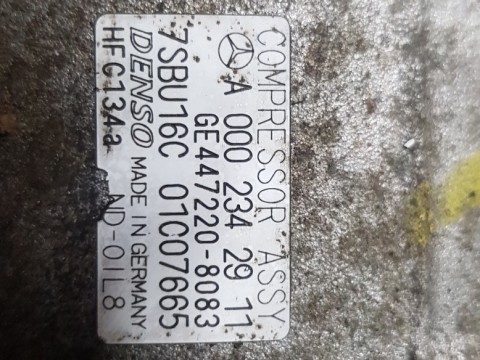 COMPRESSOR ASSY
A 000 234 29 11
GE447220-8083
7SBU16C 01C07665
DENSO MADE IN GERMANY
HFC134a ND-OIL8